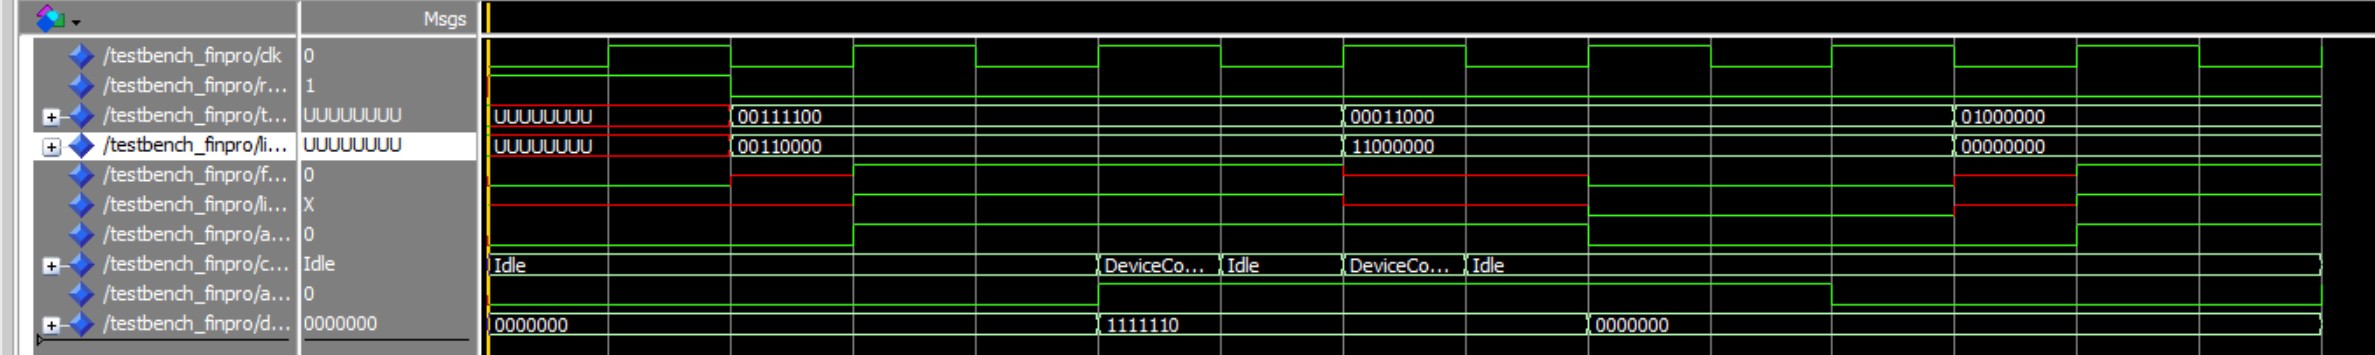 Msgs
/testbench_finpro/clk 0
/testbench_finpro/r... 1
/testbench_finpro/t... UUUUUUUU UUUUUUUU 00111100 00011000 01000000
/testbench_finpro/li... UUUUUUUU UUUUUUUU 00110000 11000000 00000000
/testbench_finpro/f... 0
/testbench_finpro/li... X
/testbench_finpro/a... 0
/testbench_finpro/c... Idle Idle DeviceCo... Idle DeviceCo... Idle
/testbench_finpro/a... 0
/testbench_finpro/d... 0000000 0000000 1111110 0000000